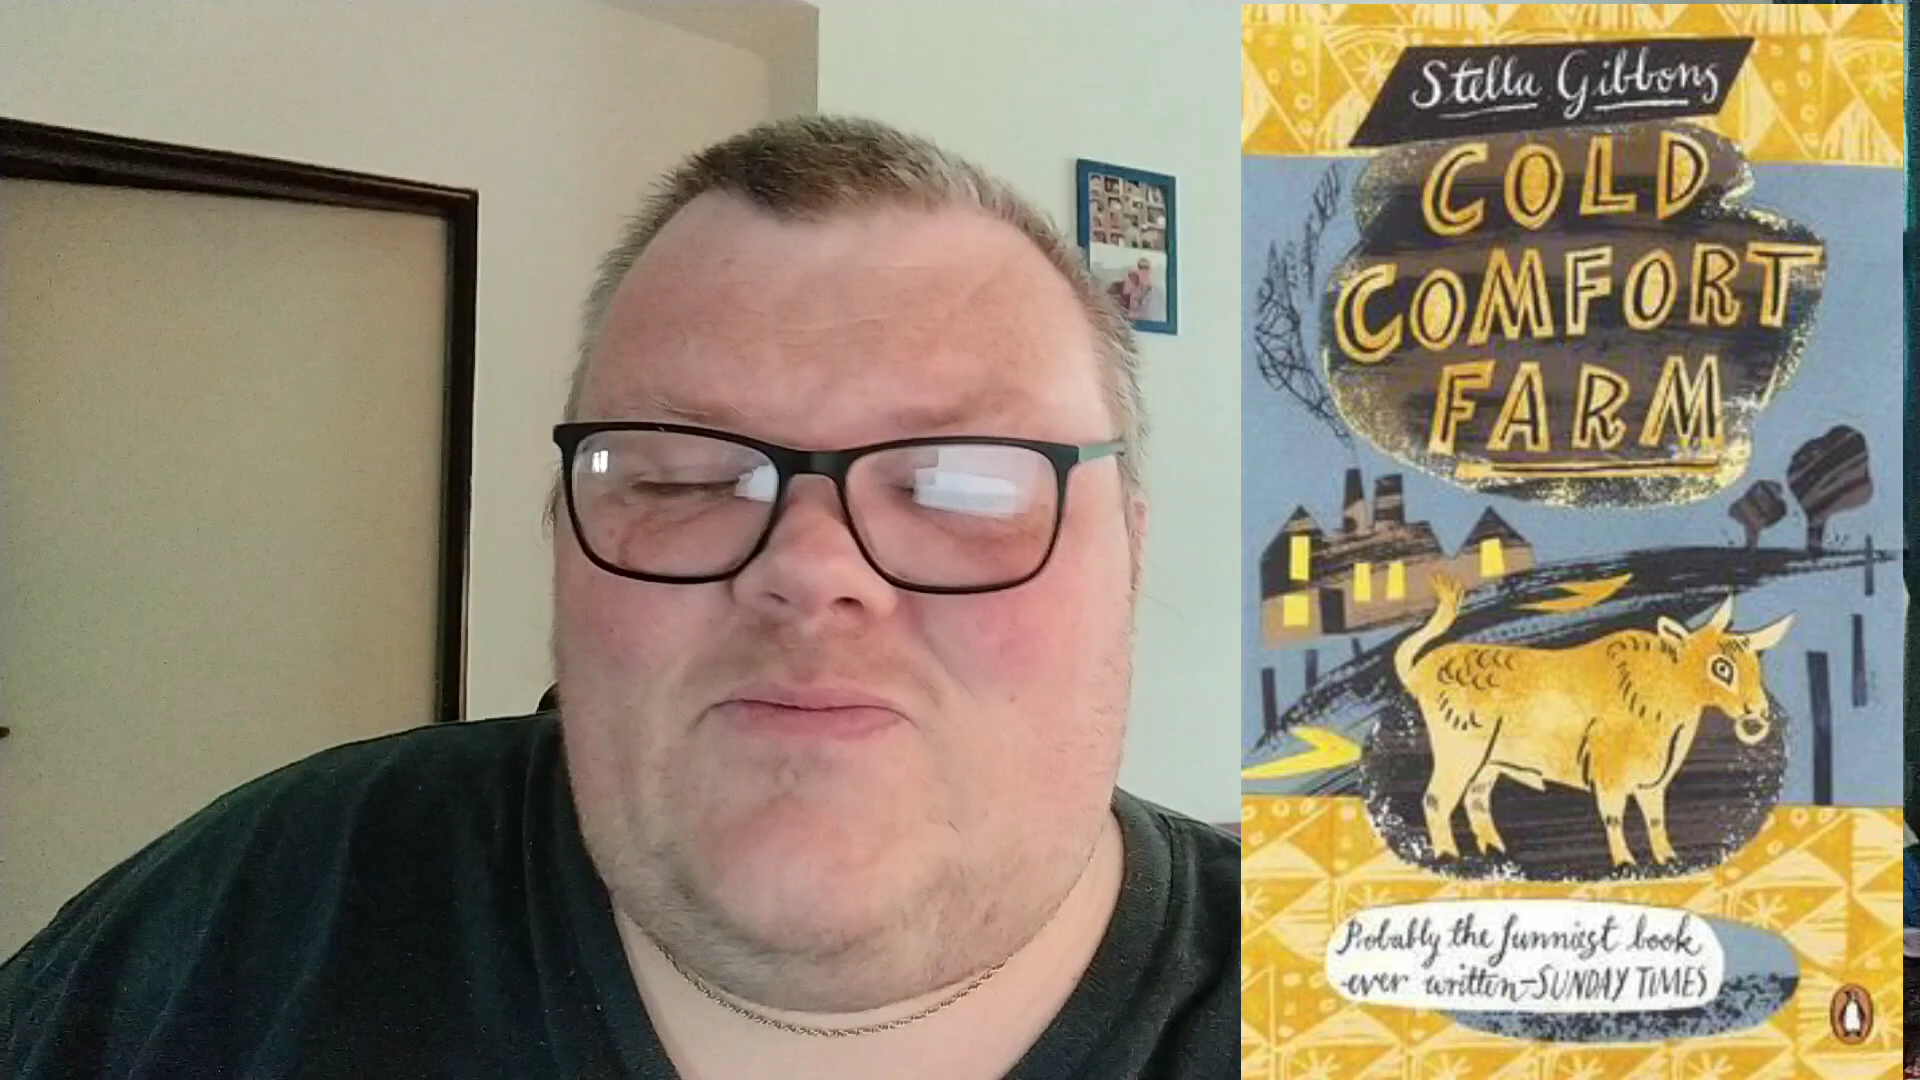 Stella Gibbons
COLD
COMFORT
FARM
Probably the funniest book
ever written-SUNDAY TIMES